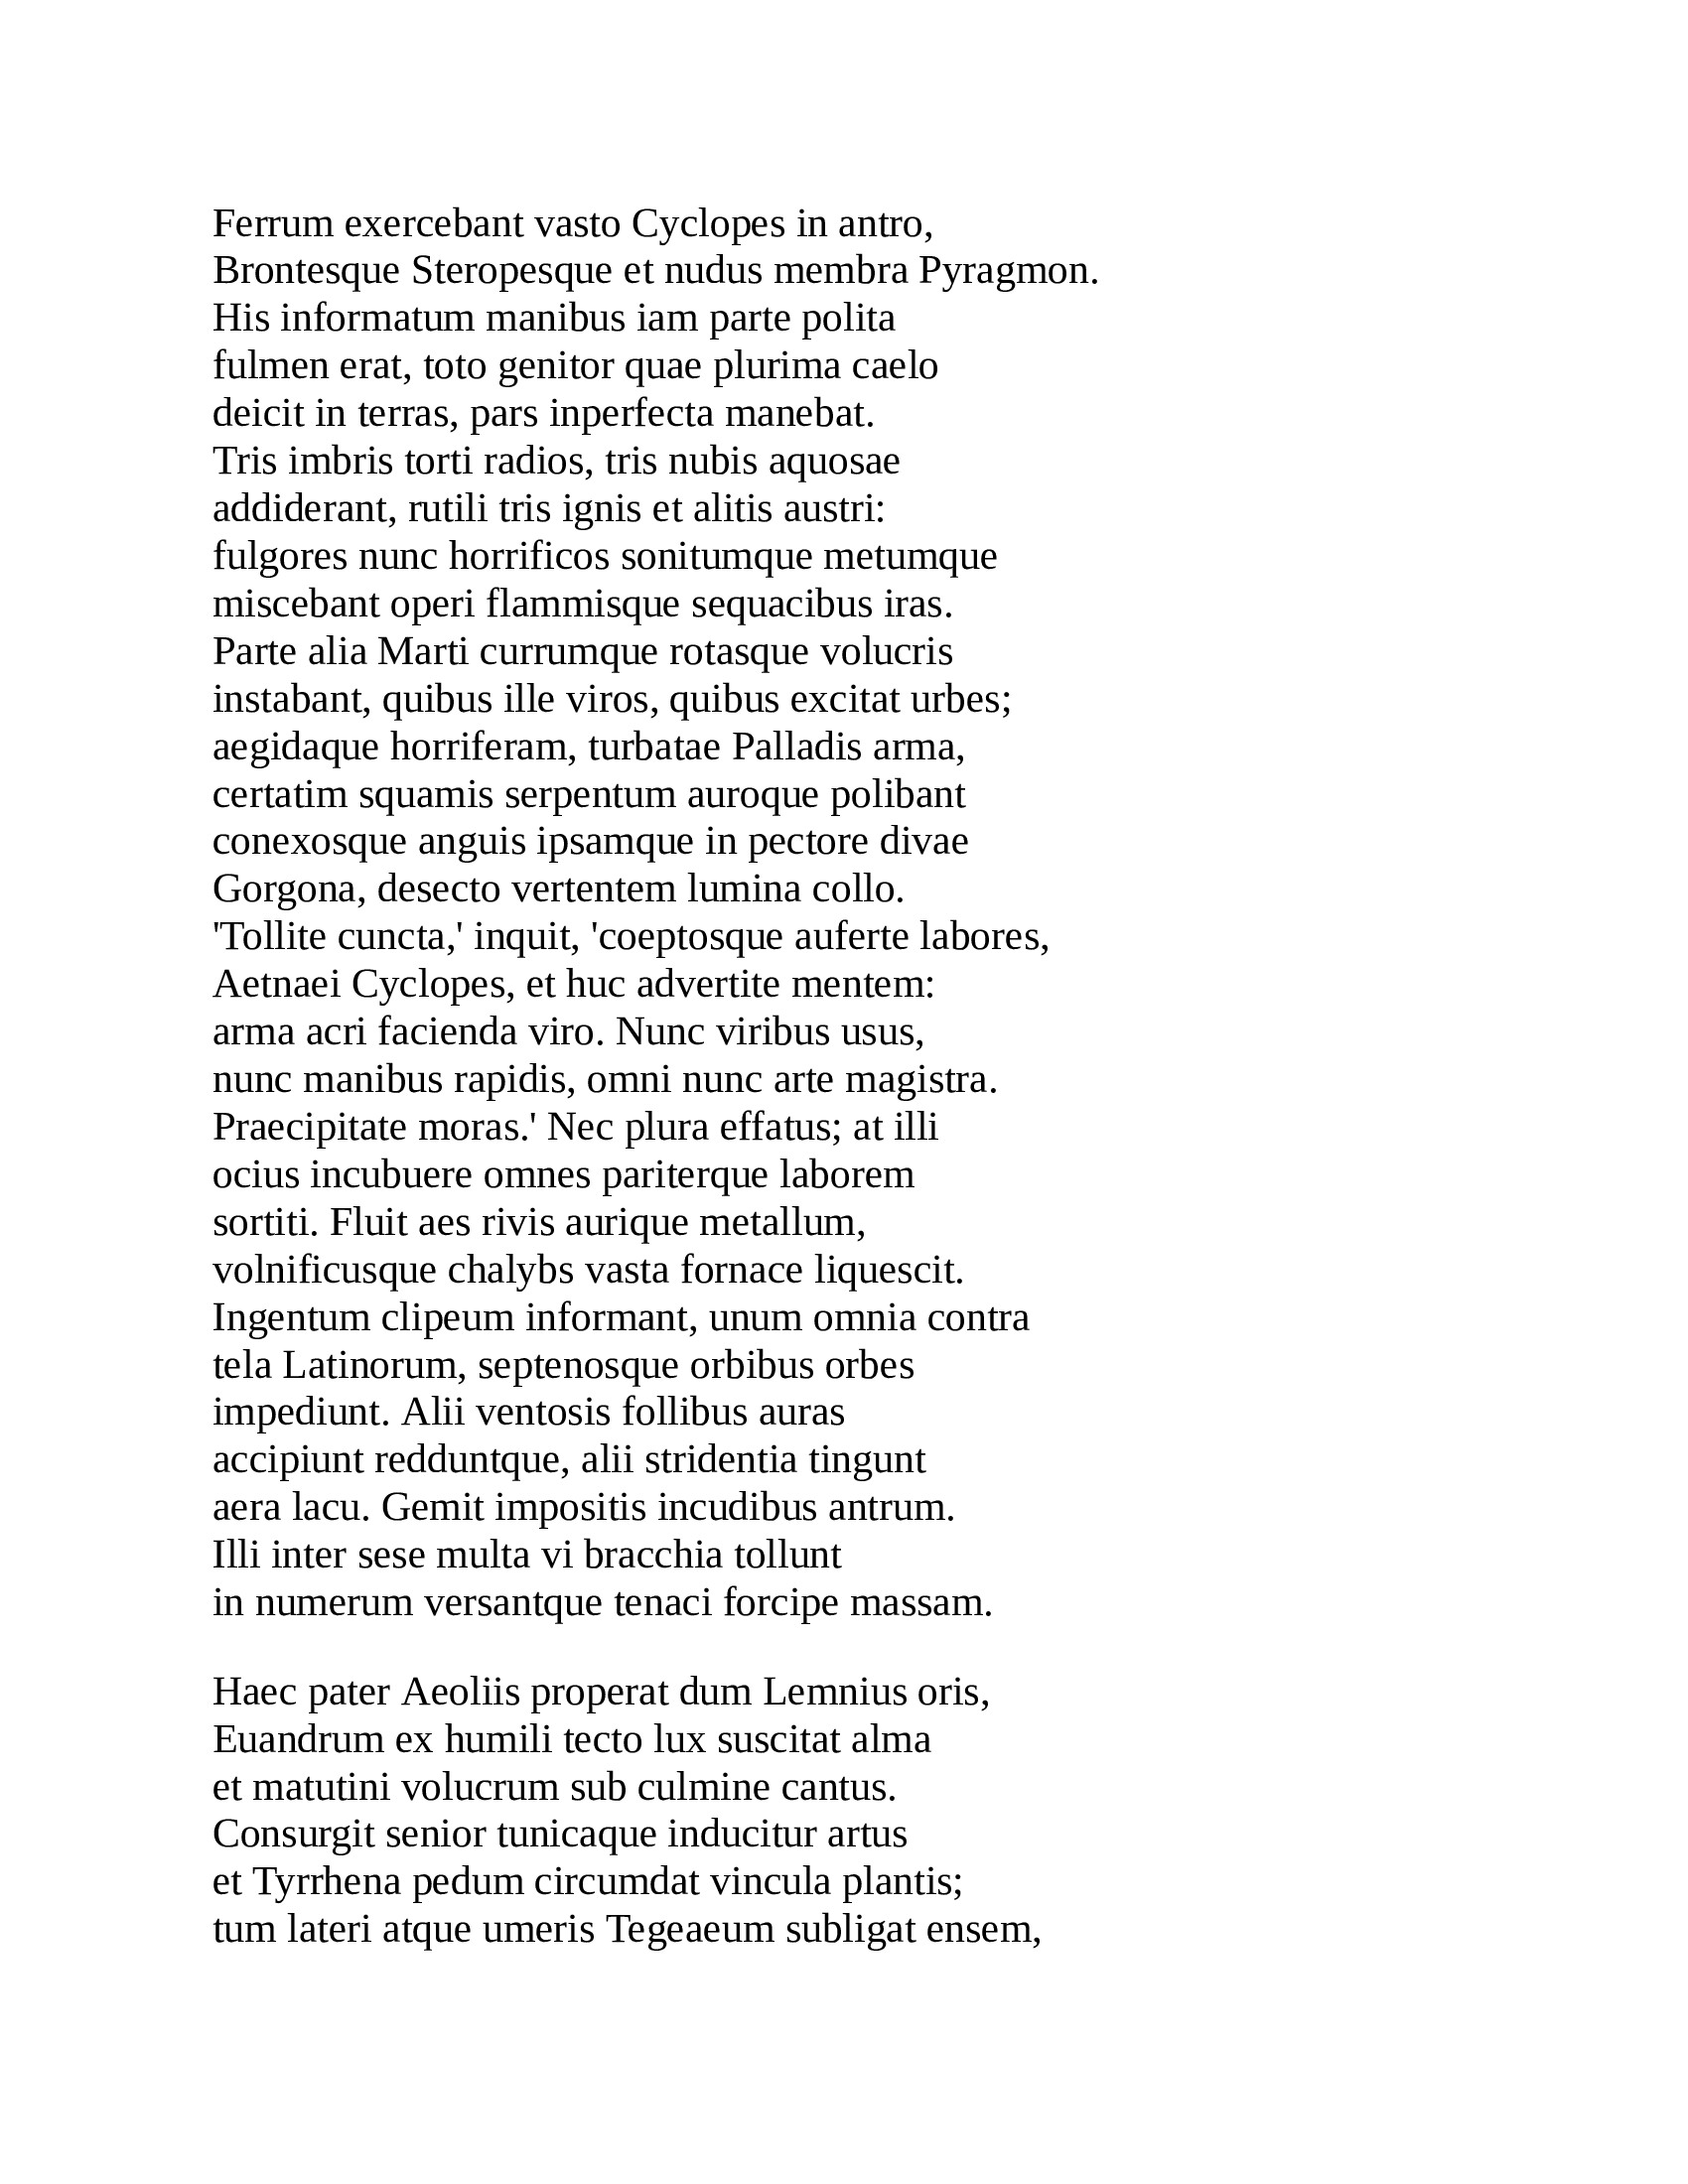 Ferrum exercebant vasto Cyclopes in antro,
Brontesque Steropesque et nudus membra Pyragmon.
His informatum manibus iam parte polita
fulmen erat, toto genitor quae plurima caelo
deicit in terras, pars inperfecta manebat.
Tris imbris torti radios, tris nubis aquosae
addiderant, rutili tris ignis et alitis austri:
fulgores nunc horrificos sonitumque metumque
miscebant operi flammisque sequacibus iras.
Parte alia Marti currumque rotasque volucris
instabant, quibus ille viros, quibus excitat urbes;
aegidaque horriferam, turbatae Palladis arma,
certatim squamis serpentum auroque polibant
conexosque anguis ipsamque in pectore divae
Gorgona, desecto vertentem lumina collo.
'Tollite cuncta,' inquit, 'coeptosque auferte labores,
Aetnaei Cyclopes, et huc advertite mentem:
arma acri facienda viro. Nunc viribus usus,
nunc manibus rapidis, omni nunc arte magistra.
Praecipitate moras.' Nec plura effatus; at illi
ocius incubuere omnes pariterque laborem
sortiti. Fluit aes rivis aurique metallum,
volnificusque chalybs vasta fornace liquescit.
Ingentum clipeum informant, unum omnia contra
tela Latinorum, septenosque orbibus orbes
impediunt. Alii ventosis follibus auras
accipiunt redduntque, alii stridentia tingunt
aera lacu. Gemit impositis incudibus antrum.
Illi inter sese multa vi bracchia tollunt
in numerum versantque tenaci forcipe massam.

Haec pater Aeoliis properat dum Lemnius oris,
Euandrum ex humili tecto lux suscitat alma
et matutini volucrum sub culmine cantus.
Consurgit senior tunicaque inducitur artus
et Tyrrhena pedum circumdat vincula plantis;
tum lateri atque umeris Tegeaeum subligat ensem,